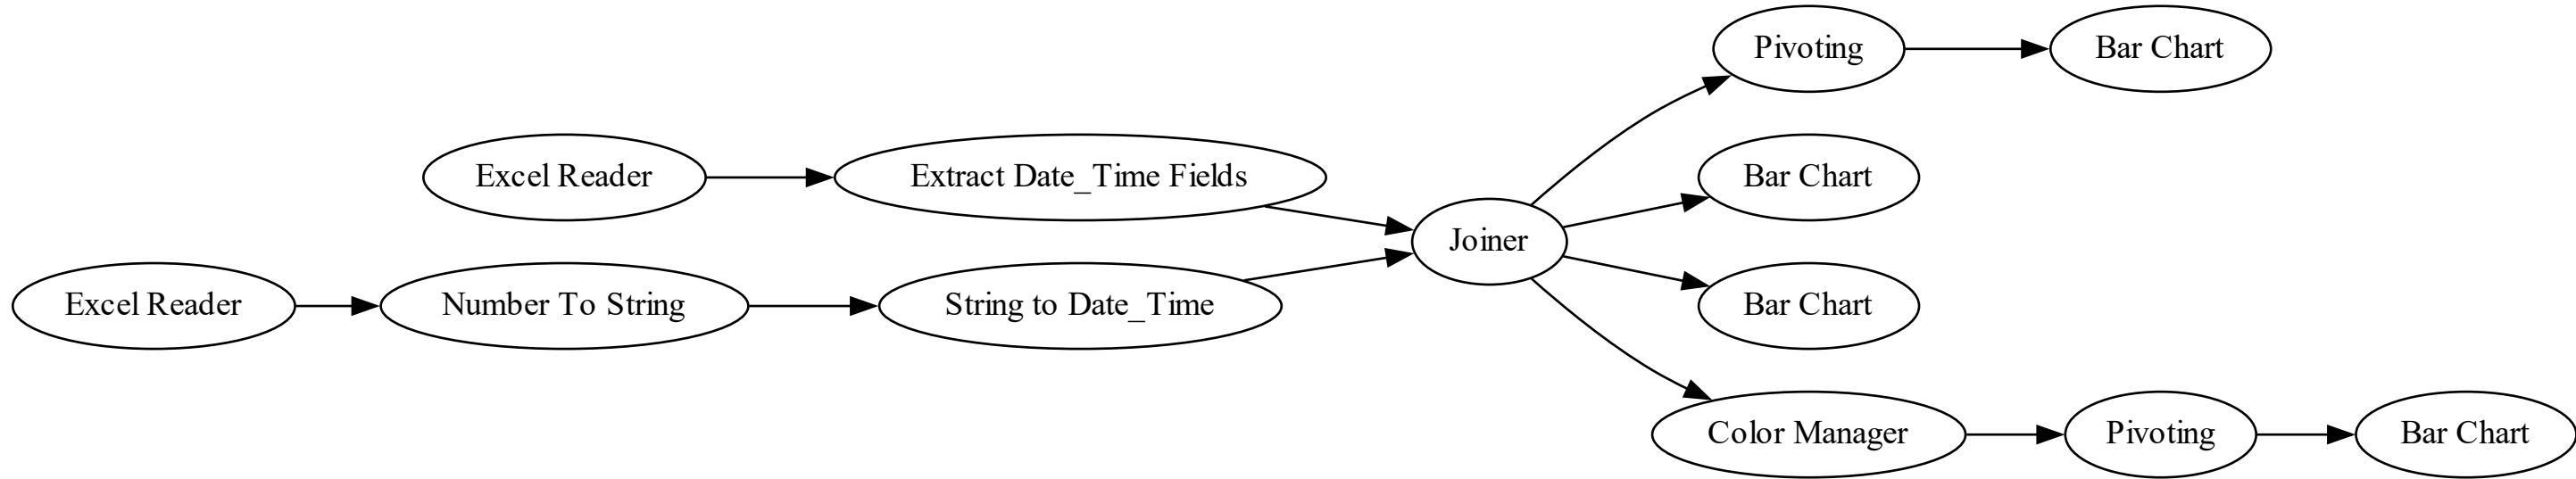 Pivoting
Bar Chart
Excel Reader
Extract Date_Time Fields
Bar Chart
Joiner
Excel Reader
Number To String
String to Date_Time
Bar Chart
Color Manager
Pivoting
Bar Chart